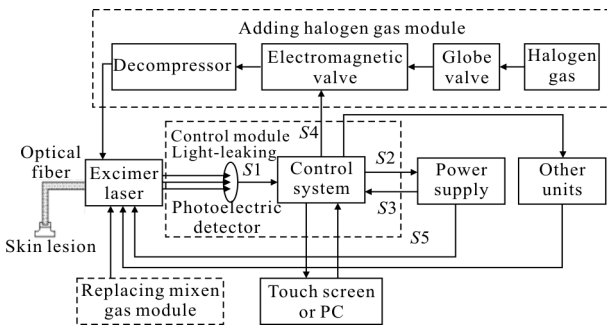 Adding halogen gas module
Decompressor
Electromagnetic
valve
Globe
valve
Halogen
gas
S4
Control module
Light-leaking
Optical
fiber
Excimer
laser
S1
Photoelectric
detector
Control
system
S2
S3
Power
supply
Other
units
Skin lesion
S5
Replacing mixen
gas module
Touch screen
or PC